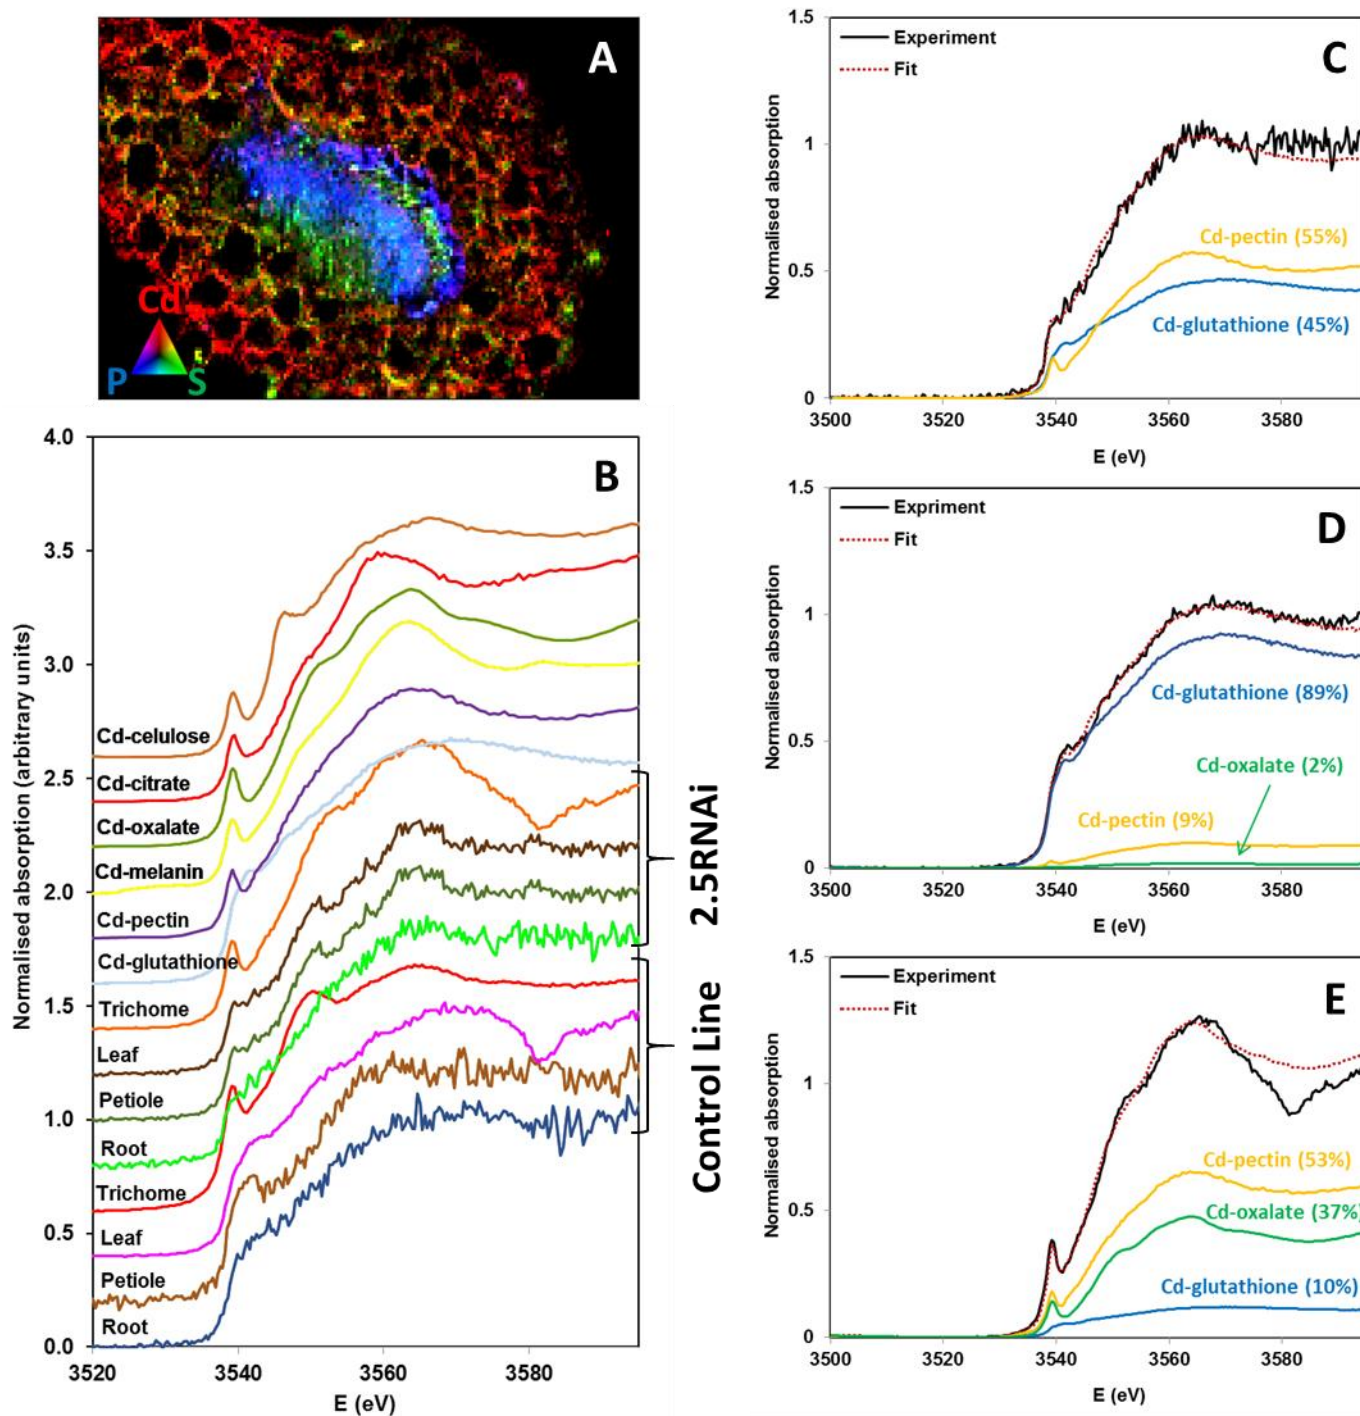 A
Cd
P
S
4.0
3.5
3.0
2.5
2.0
1.5
1.0
0.5
0.0
Normalised absorption (arbitrary units)
B
Cd-celulose
Cd-citrate
Cd-oxalate
Cd-melanin
Cd-pectin
Cd-glutathione
Trichome
Leaf
Petiole
Root
Trichome
Leaf
Petiole
Root
2.5RNAi
Control Line
3520
3540
3560
3580
E (eV)
1.5
Experiment
Fit
C
1
Normalised absorption
0.5
Cd-pectin (55%)
Cd-glutathione (45%)
0
3500
3520
3540
3560
3580
E (eV)
1.5
Expriment
Fit
D
1
Normalised absorption
Cd-glutathione (89%)
0.5
Cd-oxalate (2%)
Cd-pectin (9%)
0
3500
3520
3540
3560
3580
E (eV)
1.5
Experiment
Fit
E
1
Normalised absorption
Cd-pectin (53%)
Cd-oxalate (37%)
0.5
Cd-glutathione (10%)
0
3500
3520
3540
3560
3580
E (eV)